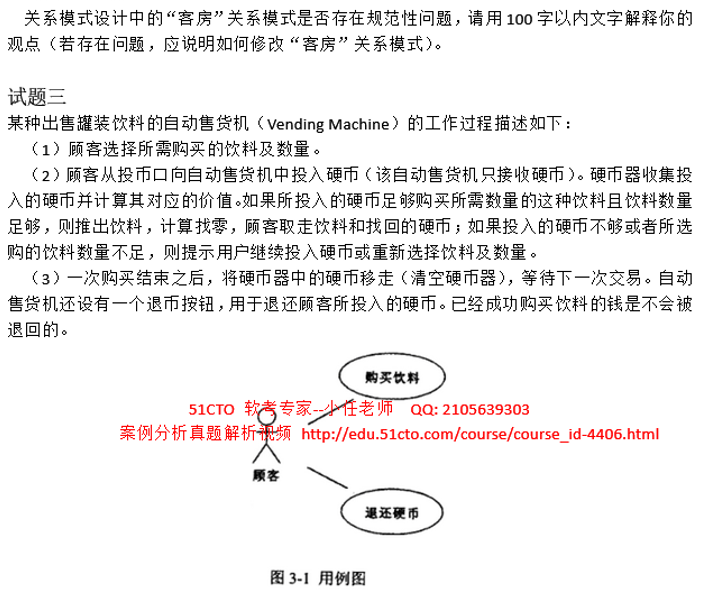 关系模式设计中的“客房”关系模式是否存在规范性问题，请用 100 字以内文字解释你的
观点（若存在问题，应说明如何修改“客房”关系模式）。
试题三
某种出售罐装饮料的自动售货机（Vending Machine）的工作过程描述如下：
（1）顾客选择所需购买的饮料及数量。
（2）顾客从投币口向自动售货机中投入硬币（该自动售货机只接收硬币）。硬币器收集投
入的硬币并计算其对应的价值。如果所投入的硬币足够购买所需数量的这种饮料且饮料数量
足够，则推出饮料，计算找零，顾客取走饮料和找回的硬币；如果投入的硬币不够或者所选
购的饮料数量不足，则提示用户继续投入硬币或重新选择饮料及数量。
（3）一次购买结束之后，将硬币器中的硬币移走（清空硬币器），等待下一次交易。自动
售货机还设有一个退币按钮，用于退还顾客所投入的硬币。已经成功购买饮料的钱是不会被
退回的。
购买饮料
51CTO 软考专家--小任老师 QQ: 2105639303
案例分析真题解析视频 http://edu.51cto.com/course/course_id-4406.html
顾客
退还硬币
图 3-1 用例图